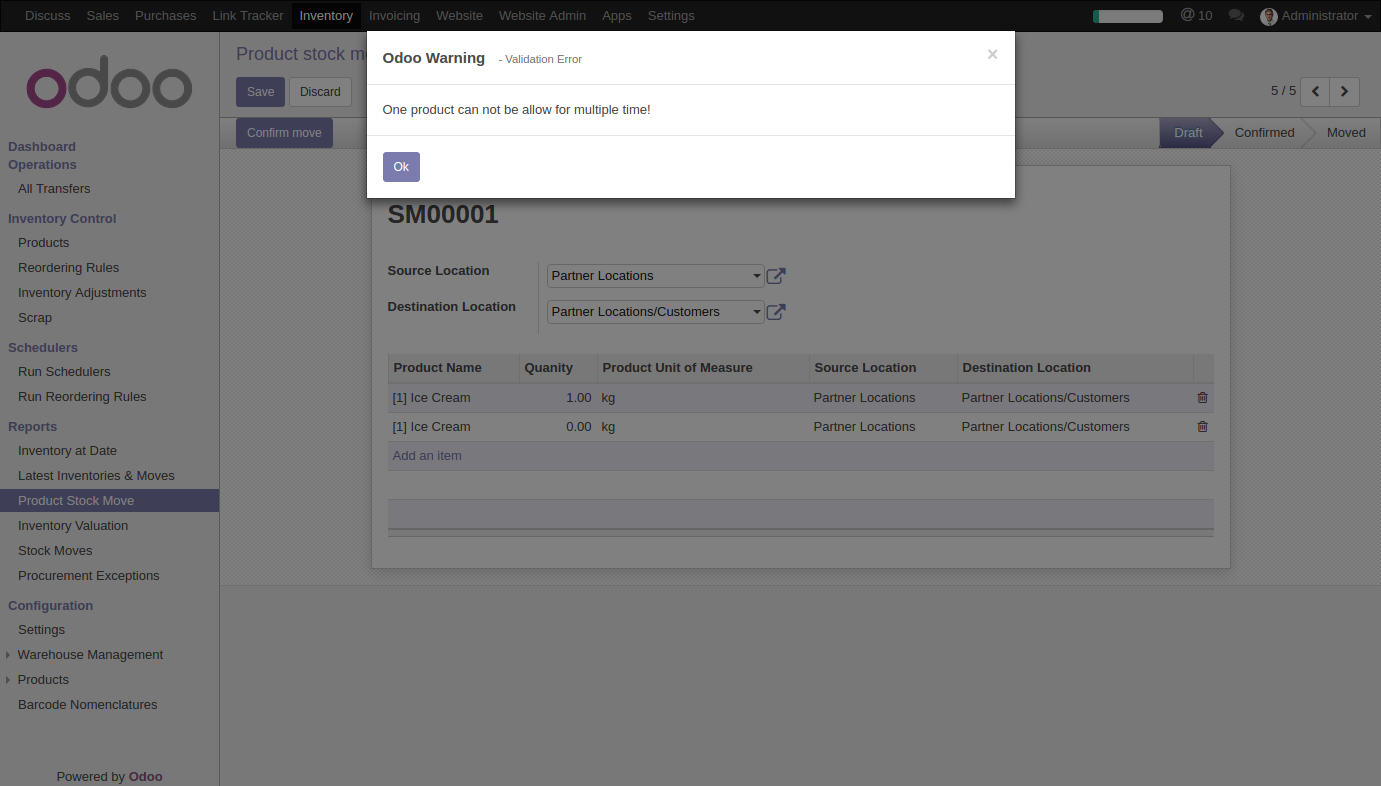 Discuss Sales Purchases Link Tracker Inventory Invoicing Website Website Admin Apps Settings @ 10 Administrator
odoo
Dashboard
Operations
All Transfers
Inventory Control
Products
Reordering Rules
Inventory Adjustments
Scrap
Schedulers
Run Schedulers
Run Reordering Rules
Reports
Inventory at Date
Latest Inventories & Moves
Product Stock Move
Inventory Valuation
Stock Moves
Procurement Exceptions
Configuration
Settings
Warehouse Management
Products
Barcode Nomenclatures
Powered by Odoo
Product stock m
Save Discard
5 / 5
Confirm move
Draft Confirmed Moved
Odoo Warning - Validation Error ×
One product can not be allow for multiple time!
Ok
SM00001
Source Location Partner Locations
Destination Location Partner Locations/Customers
Product Name Quanity Product Unit of Measure Source Location Destination Location
[1] Ice Cream 1.00 kg Partner Locations Partner Locations/Customers
[1] Ice Cream 0.00 kg Partner Locations Partner Locations/Customers
Add an item